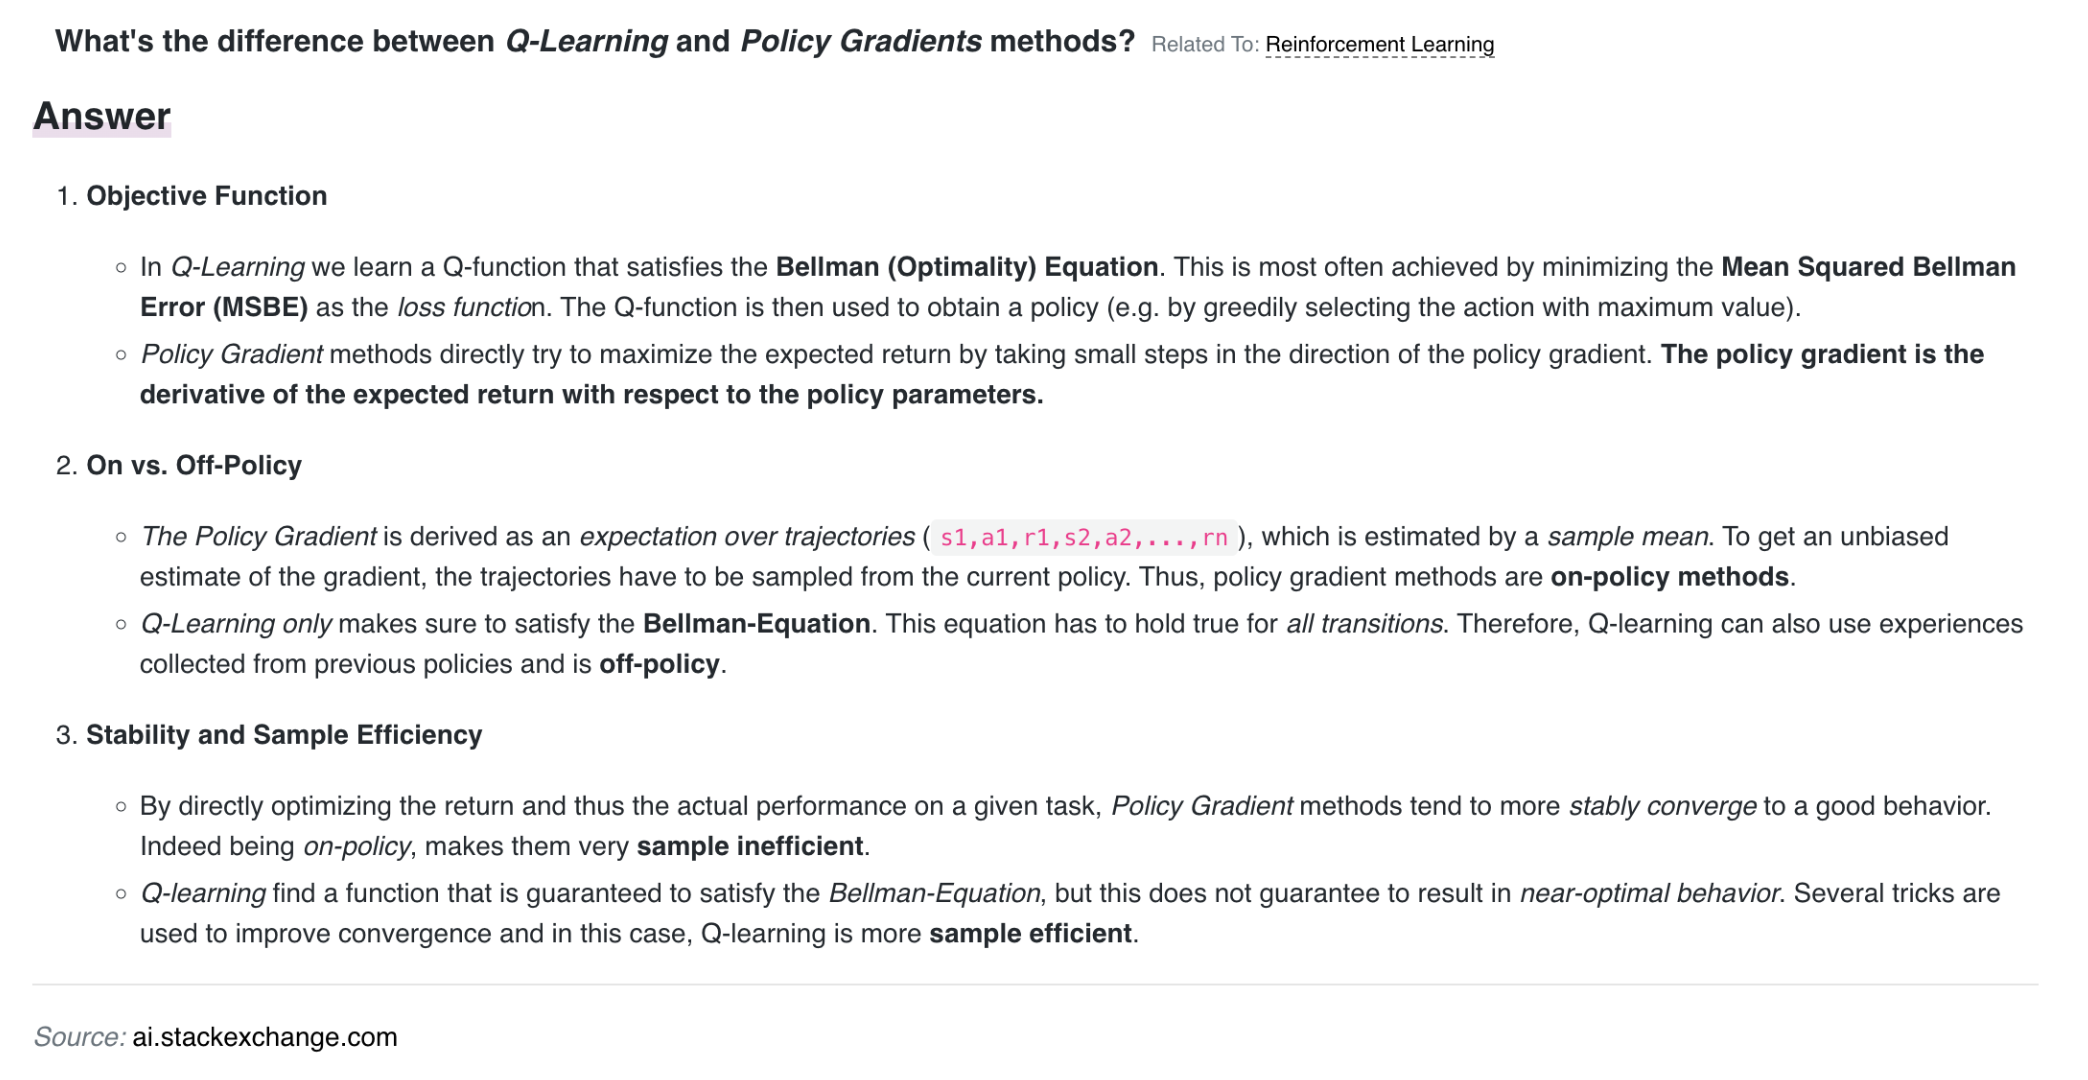 What's the difference between Q-Learning and Policy Gradients methods? Related To: Reinforcement Learning
Answer
1. Objective Function
In Q-Learning we learn a Q-function that satisfies the Bellman (Optimality) Equation. This is most often achieved by minimizing the Mean Squared Bellman
Error (MSBE) as the loss function. The Q-function is then used to obtain a policy (e.g. by greedily selecting the action with maximum value).
Policy Gradient methods directly try to maximize the expected return by taking small steps in the direction of the policy gradient. The policy gradient is the
derivative of the expected return with respect to the policy parameters.
2. On vs. Off-Policy
The Policy Gradient is derived as an expectation over trajectories (s1,a1,r1,s2,a2,...,rn), which is estimated by a sample mean. To get an unbiased
estimate of the gradient, the trajectories have to be sampled from the current policy. Thus, policy gradient methods are on-policy methods.
Q-Learning only makes sure to satisfy the Bellman-Equation. This equation has to hold true for all transitions. Therefore, Q-learning can also use experiences
collected from previous policies and is off-policy.
3. Stability and Sample Efficiency
By directly optimizing the return and thus the actual performance on a given task, Policy Gradient methods tend to more stably converge to a good behavior.
Indeed being on-policy, makes them very sample inefficient.
Q-learning find a function that is guaranteed to satisfy the Bellman-Equation, but this does not guarantee to result in near-optimal behavior. Several tricks are
used to improve convergence and in this case, Q-learning is more sample efficient.
Source: ai.stackexchange.com